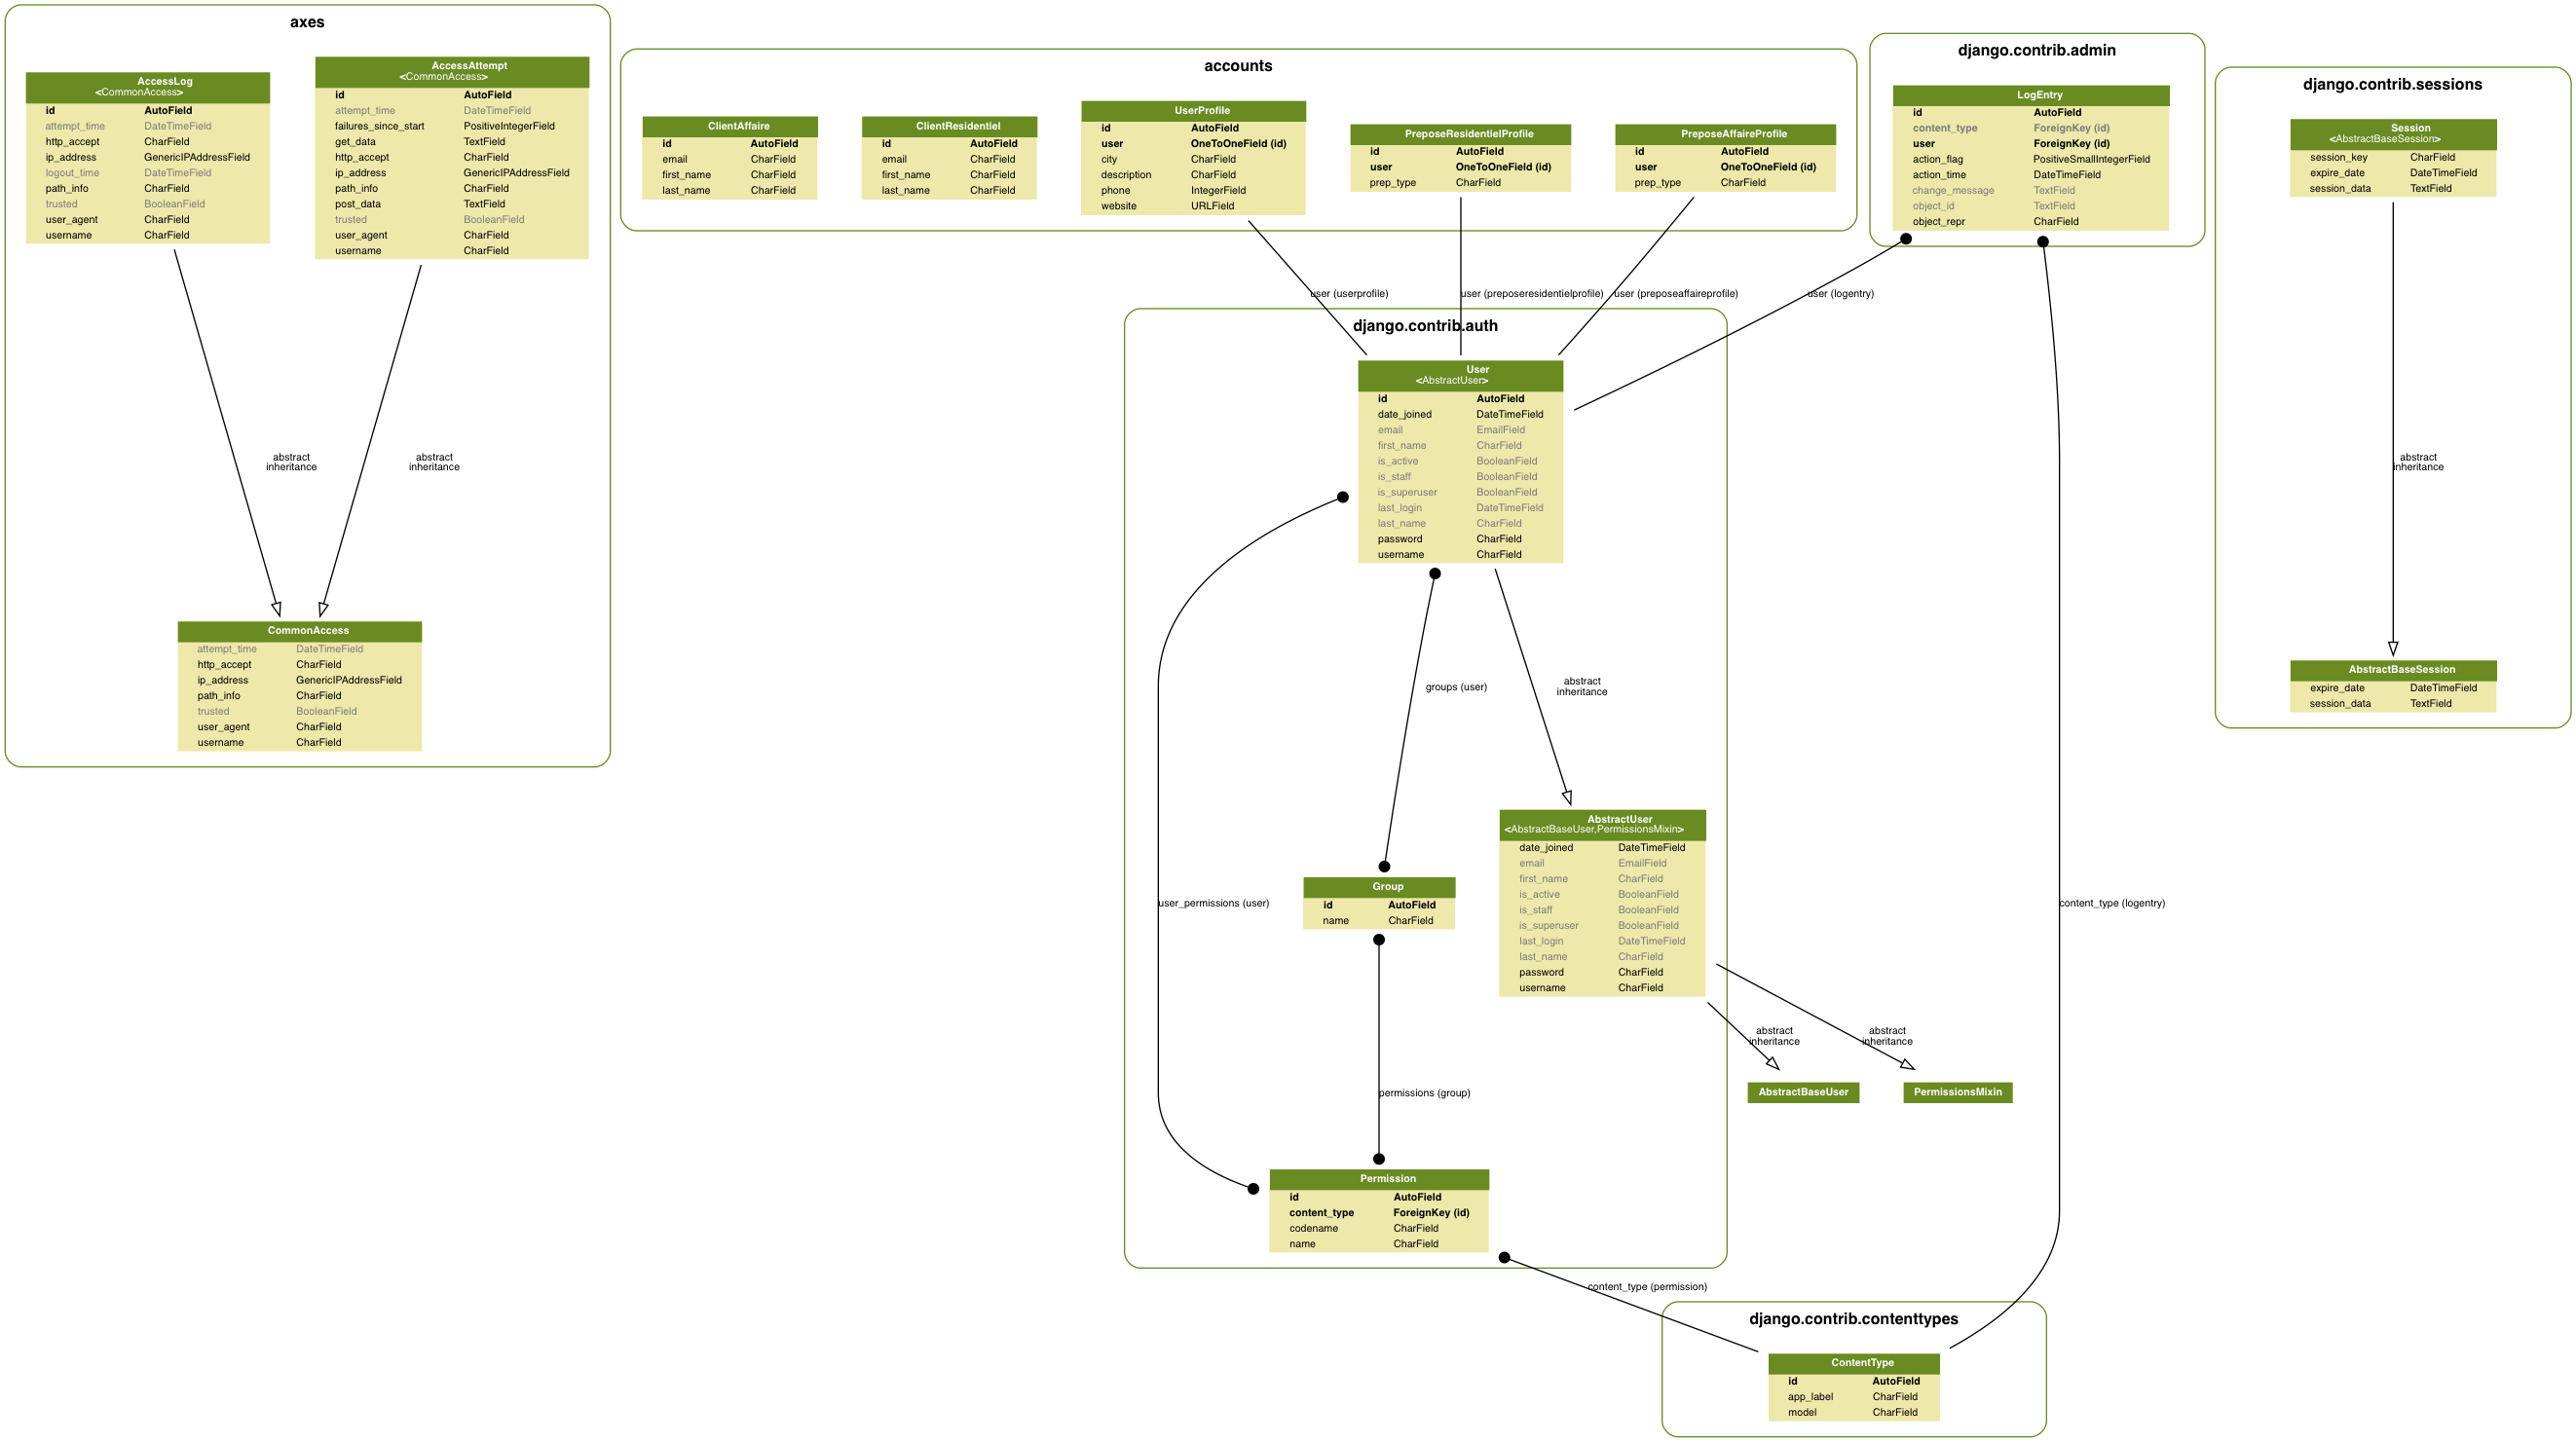 axes
AccessLog
<CommonAccess>
id AutoField
attempt_time DateTimeField
http_accept CharField
ip_address GenericIPAddressField
logout_time DateTimeField
path_info CharField
trusted BooleanField
user_agent CharField
username CharField
AccessAttempt
<CommonAccess>
id AutoField
attempt_time DateTimeField
failures_since_start PositiveIntegerField
get_data TextField
http_accept CharField
ip_address GenericIPAddressField
path_info CharField
post_data TextField
trusted BooleanField
user_agent CharField
username CharField
abstract
inheritance
abstract
inheritance
CommonAccess
attempt_time DateTimeField
http_accept CharField
ip_address GenericIPAddressField
path_info CharField
trusted BooleanField
user_agent CharField
username CharField
accounts
ClientAffaire
id AutoField
email CharField
first_name CharField
last_name CharField
ClientResidentiel
id AutoField
email CharField
first_name CharField
last_name CharField
UserProfile
id AutoField
user OneToOneField (id)
city CharField
description CharField
phone IntegerField
website URLField
PreposeResidentielProfile
id AutoField
user OneToOneField (id)
prep_type CharField
PreposeAffaireProfile
id AutoField
user OneToOneField (id)
prep_type CharField
django.contrib.admin
LogEntry
id AutoField
content_type ForeignKey (id)
user ForeignKey (id)
action_flag PositiveSmallIntegerField
action_time DateTimeField
change_message TextField
object_id TextField
object_repr CharField
django.contrib.sessions
Session
<AbstractBaseSession>
session_key CharField
expire_date DateTimeField
session_data TextField
abstract
inheritance
AbstractBaseSession
expire_date DateTimeField
session_data TextField
user (userprofile)
user (preposeresidentielprofile)
user (preposeaffaireprofile)
user (logentry)
django.contrib.auth
User
<AbstractUser>
id AutoField
date_joined DateTimeField
email EmailField
first_name CharField
is_active BooleanField
is_staff BooleanField
is_superuser BooleanField
last_login DateTimeField
last_name CharField
password CharField
username CharField
groups (user)
abstract
inheritance
AbstractUser
<AbstractBaseUser,PermissionsMixin>
date_joined DateTimeField
email EmailField
first_name CharField
is_active BooleanField
is_staff BooleanField
is_superuser BooleanField
last_login DateTimeField
last_name CharField
password CharField
username CharField
Group
id AutoField
name CharField
user_permissions (user)
content_type (logentry)
abstract
inheritance
abstract
inheritance
AbstractBaseUser
PermissionsMixin
permissions (group)
Permission
id AutoField
content_type ForeignKey (id)
codename CharField
name CharField
content_type (permission)
django.contrib.contenttypes
ContentType
id AutoField
app_label CharField
model CharField